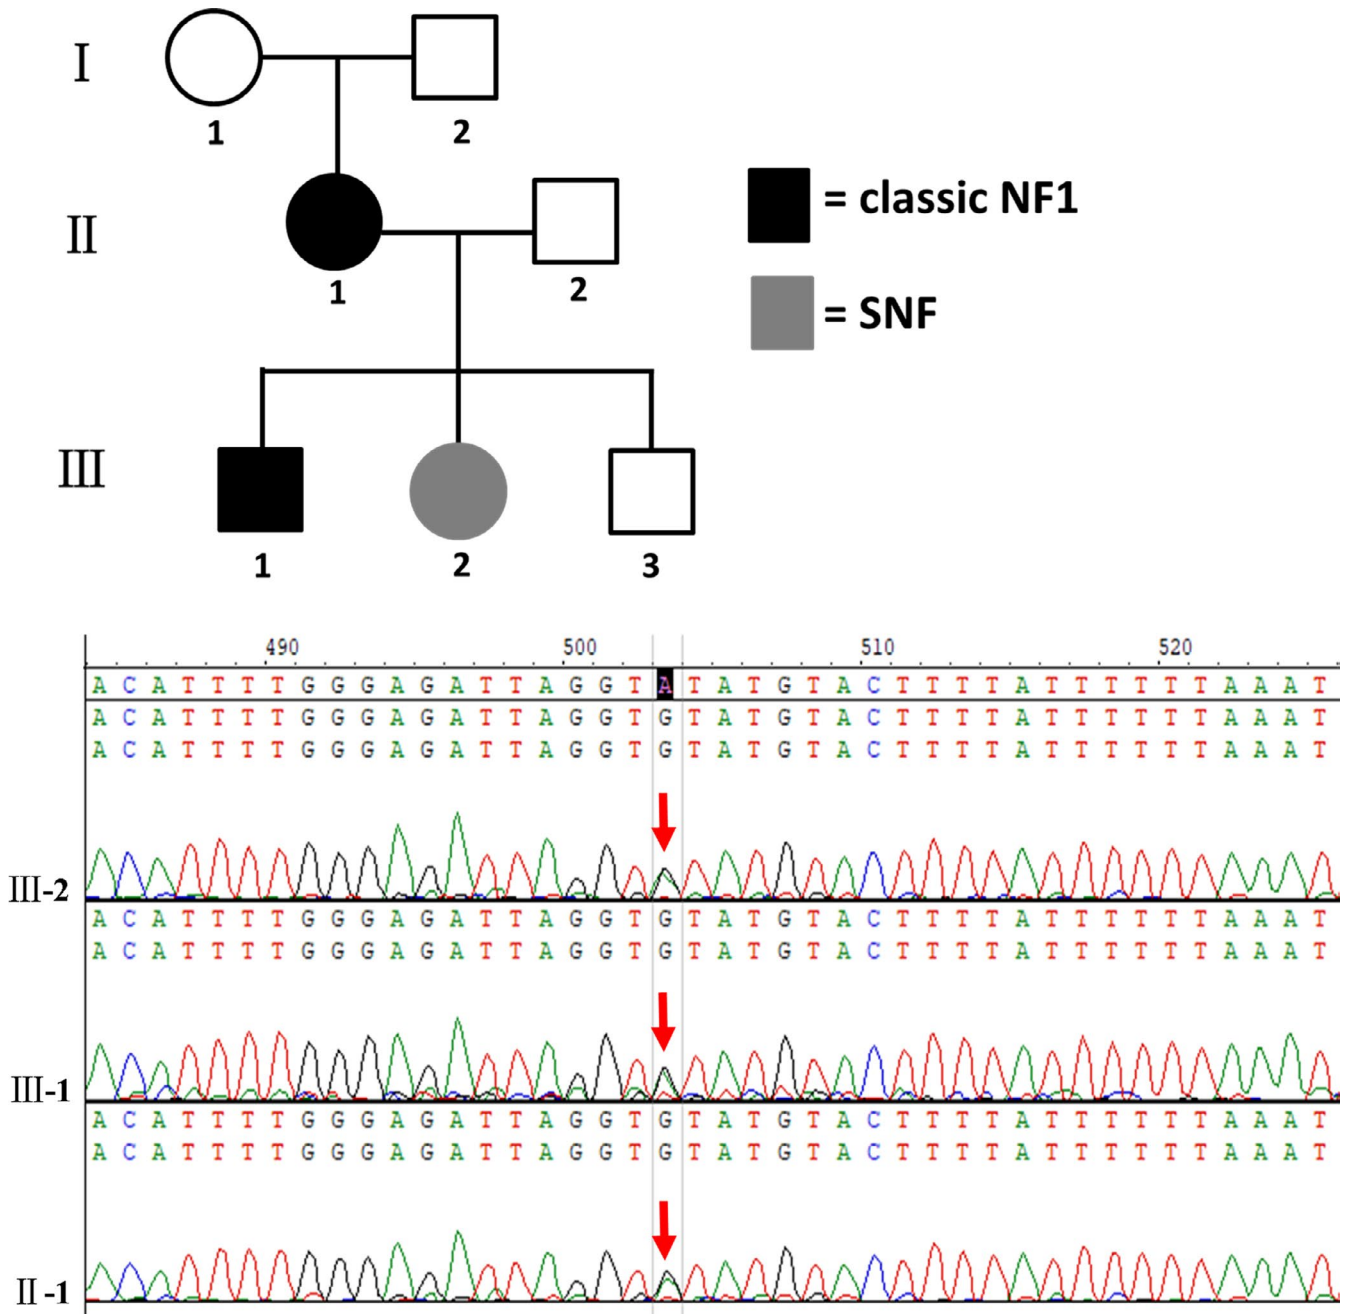 I
1 2
II
1 2
= classic NF1
= SNF
III
1 2 3
490 500 510 520
A C A T T T T G G G A G A T T A G G T A T A T G T A C T T T T A T T T T T T A A A T
A C A T T T T G G G A G A T T A G G T G T A T G T A C T T T T A T T T T T T A A A T
A C A T T T T G G G A G A T T A G G T G T A T G T A C T T T T A T T T T T T A A A T
III-2
A C A T T T T G G G A G A T T A G G T G T A T G T A C T T T T A T T T T T T A A A T
A C A T T T T G G G A G A T T A G G T G T A T G T A C T T T T A T T T T T T A A A T
III-1
A C A T T T T G G G A G A T T A G G T G T A T G T A C T T T T A T T T T T T A A A T
A C A T T T T G G G A G A T T A G G T G T A T G T A C T T T T A T T T T T T A A A T
II-1